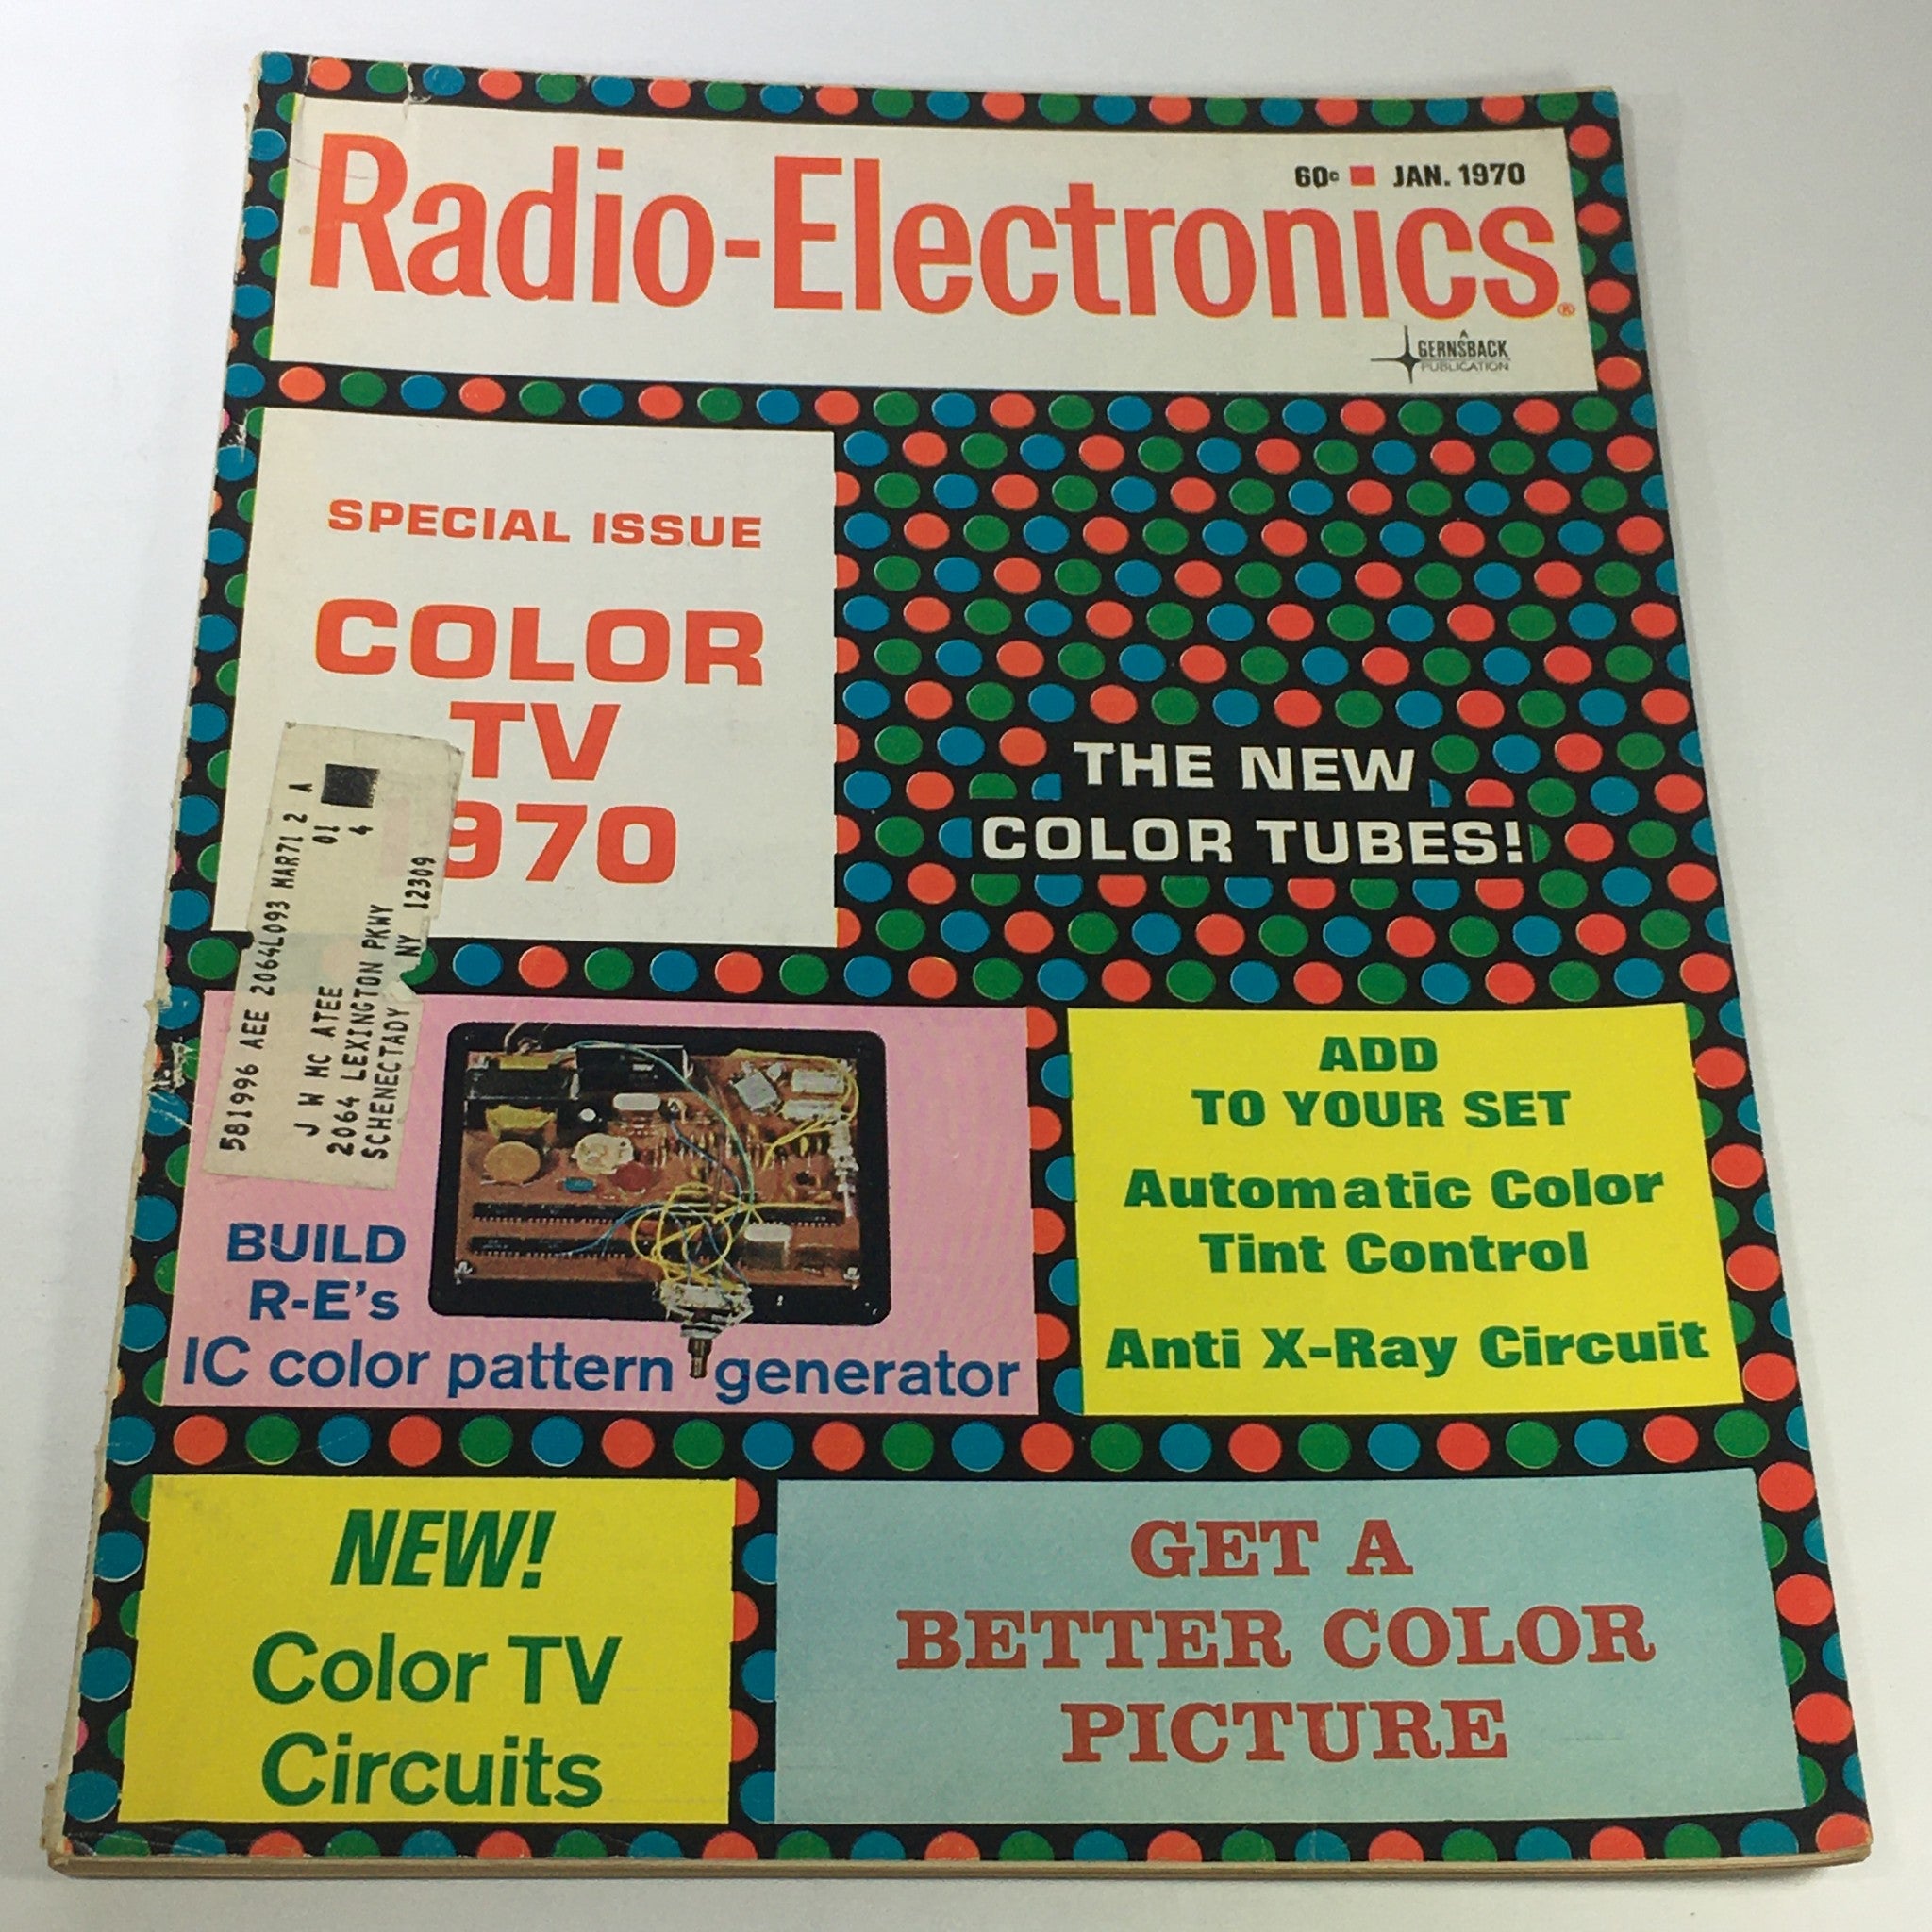 60¢ ■ JAN. 1970
Radio-Electronics®
A
GERNSBACK
PUBLICATION
SPECIAL ISSUE
COLOR
TV
1970
THE NEW
COLOR TUBES!
581996 AEE 2064L093 MAR71 2 A
01
4
J W MC ATEE
2064 LEXINGTON PKWY
SCHENECTADY NY 12309
BUILD
R-E's
IC color pattern generator
ADD
TO YOUR SET
Automatic Color
Tint Control
Anti X-Ray Circuit
NEW!
Color TV
Circuits
GET A
BETTER COLOR
PICTURE